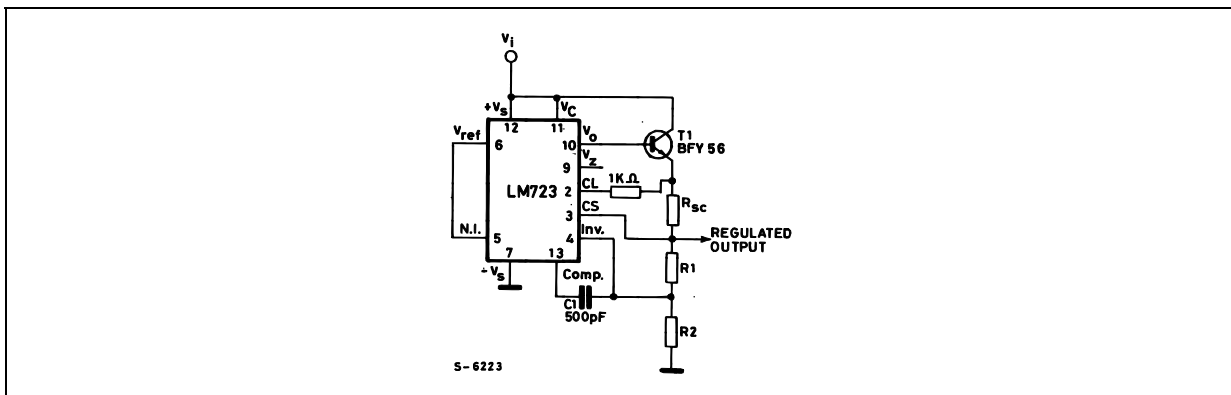 Vi
+Vs
VC
12
11
Vref
6
Vo
10
T1
BFY 56
Vz
9
CL
1KΩ
LM723
2
CS
3
Rsc
Inv.
4
REGULATED
OUTPUT
N.I.
5
7
13
-Vs
Comp.
C1
500pF
R1
R2
S-6223